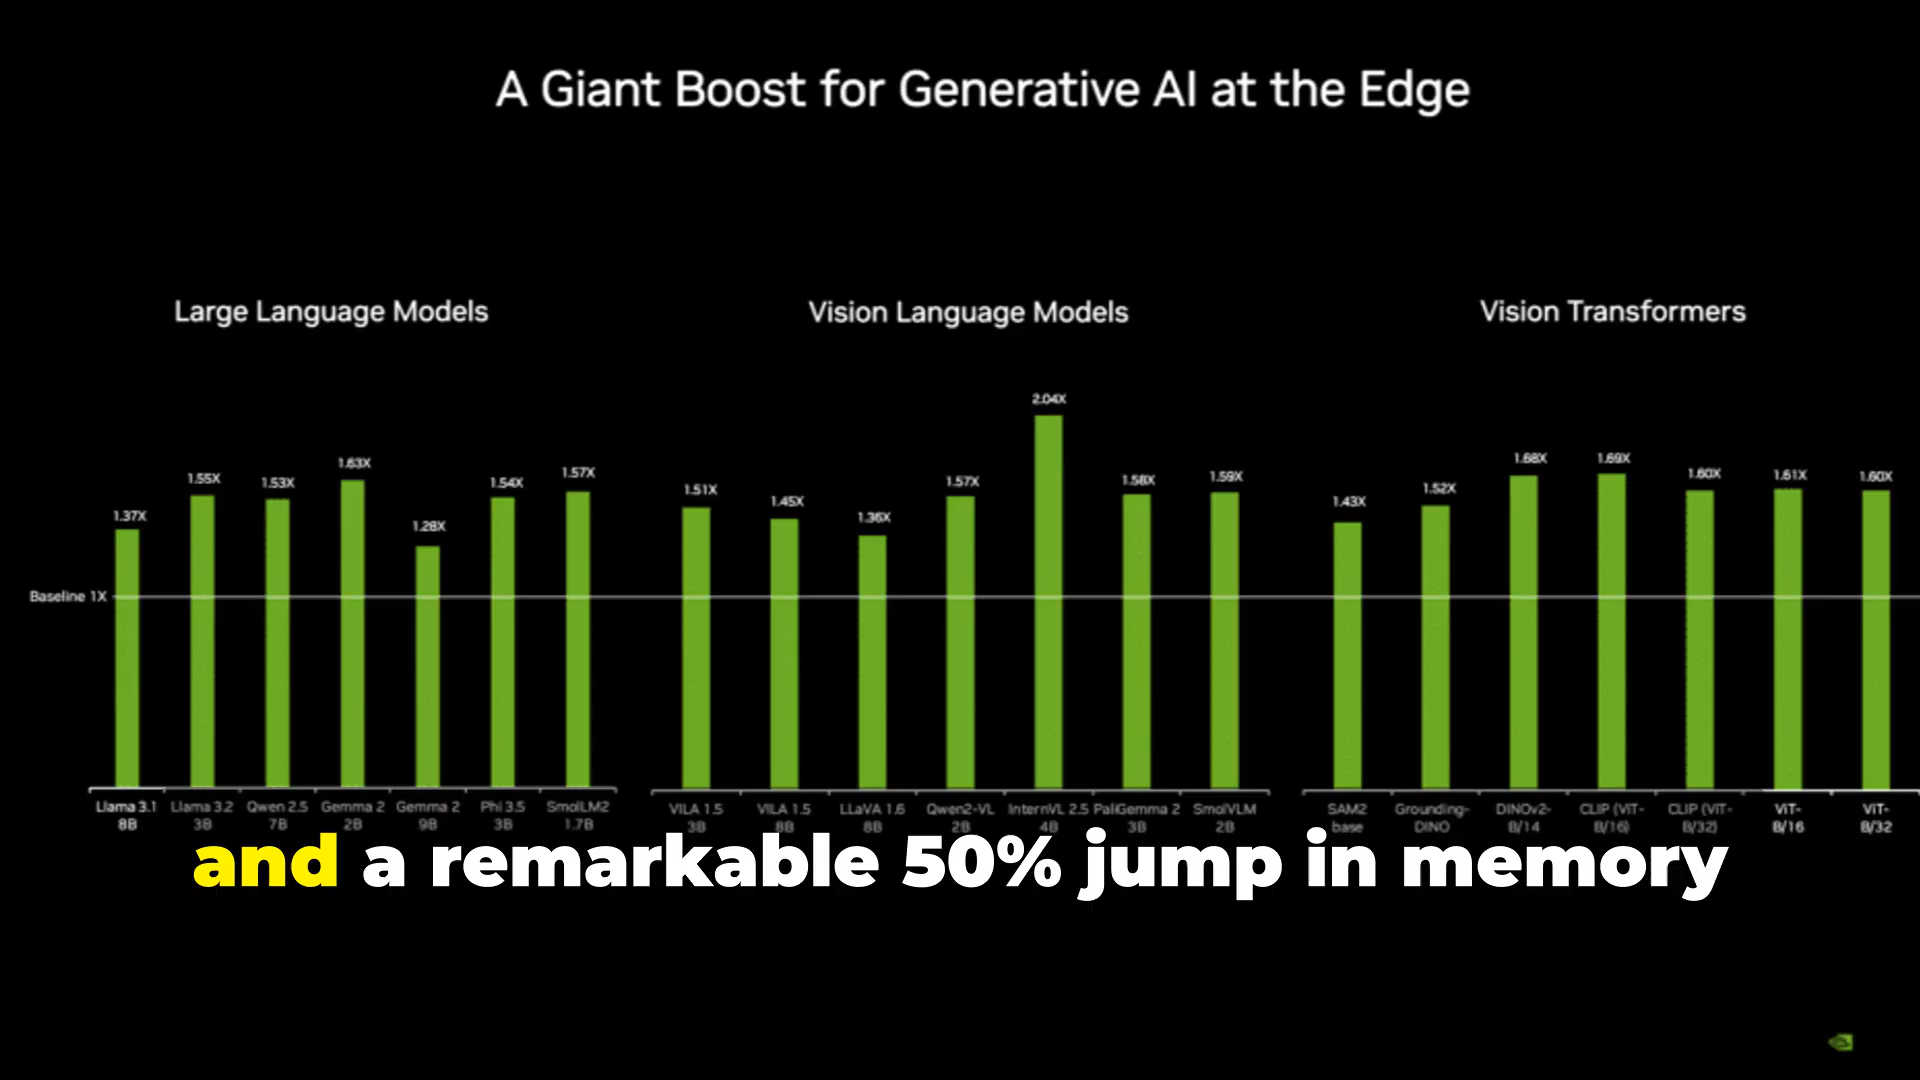 A Giant Boost for Generative AI at the Edge
Large Language Models
1.37X
1.55X
1.53X
1.63X
1.28X
1.54X
1.57X
Baseline 1X
Llama 3.1
8B
Llama 3.2
3B
Qwen 2.5
7B
Gemma 2
2B
Gemma 2
9B
Phi 3.5
3B
SmolLM2
1.7B
Vision Language Models
1.51X
1.45X
1.36X
1.57X
2.04X
1.58X
1.59X
VILA 1.5
3B
VILA 1.5
8B
LLaVA 1.6
8B
Qwen2-VL
2B
InternVL 2.5
4B
PaliGemma 2
3B
SmolVLM
2B
Vision Transformers
1.43X
1.52X
1.68X
1.69X
1.60X
1.61X
1.60X
SAM2
base
Grounding-
DINO
DINOv2-
B/14
CLIP (ViT-
B/16)
CLIP (ViT-
B/32)
ViT-
B/16
ViT-
B/32
and a remarkable 50% jump in memory